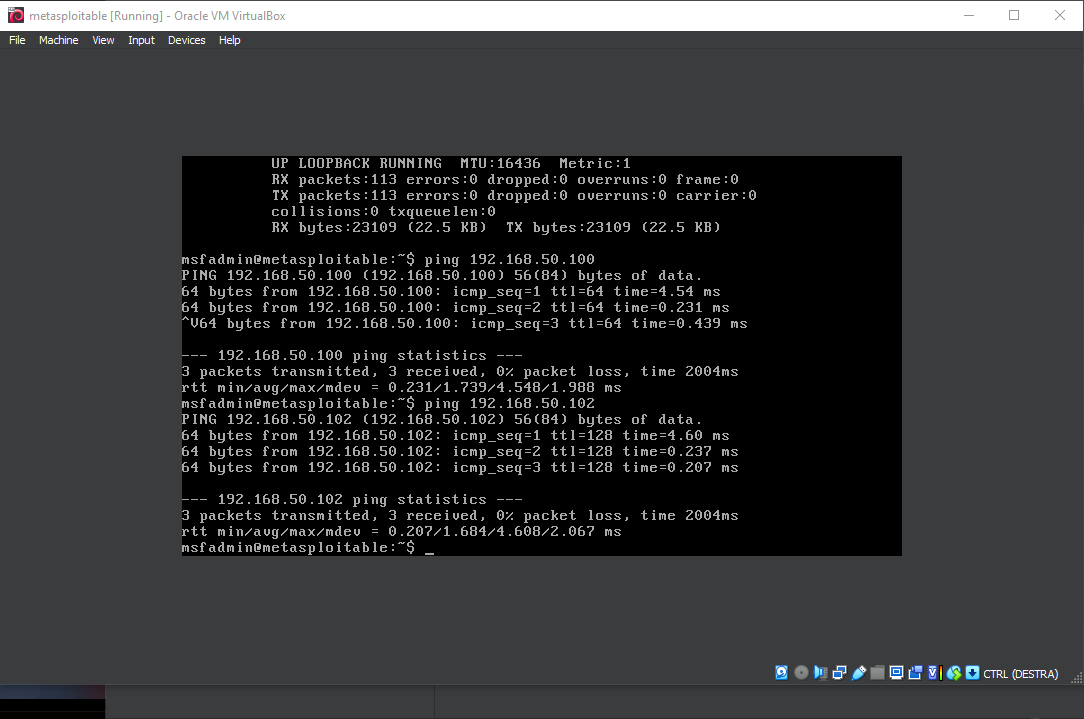 metasploitable [Running] - Oracle VM VirtualBox
File Machine View Input Devices Help
UP LOOPBACK RUNNING  MTU:16436  Metric:1
RX packets:113 errors:0 dropped:0 overruns:0 frame:0
TX packets:113 errors:0 dropped:0 overruns:0 carrier:0
collisions:0 txqueuelen:0
RX bytes:23109 (22.5 KB)  TX bytes:23109 (22.5 KB)
msfadmin@metasploitable:~$ ping 192.168.50.100
PING 192.168.50.100 (192.168.50.100) 56(84) bytes of data.
64 bytes from 192.168.50.100: icmp_seq=1 ttl=64 time=4.54 ms
64 bytes from 192.168.50.100: icmp_seq=2 ttl=64 time=0.231 ms
^V64 bytes from 192.168.50.100: icmp_seq=3 ttl=64 time=0.439 ms
--- 192.168.50.100 ping statistics ---
3 packets transmitted, 3 received, 0% packet loss, time 2004ms
rtt min/avg/max/mdev = 0.231/1.739/4.548/1.988 ms
msfadmin@metasploitable:~$ ping 192.168.50.102
PING 192.168.50.102 (192.168.50.102) 56(84) bytes of data.
64 bytes from 192.168.50.102: icmp_seq=1 ttl=128 time=4.60 ms
64 bytes from 192.168.50.102: icmp_seq=2 ttl=128 time=0.237 ms
64 bytes from 192.168.50.102: icmp_seq=3 ttl=128 time=0.207 ms
--- 192.168.50.102 ping statistics ---
3 packets transmitted, 3 received, 0% packet loss, time 2004ms
rtt min/avg/max/mdev = 0.207/1.684/4.608/2.067 ms
msfadmin@metasploitable:~$ _
CTRL (DESTRA)